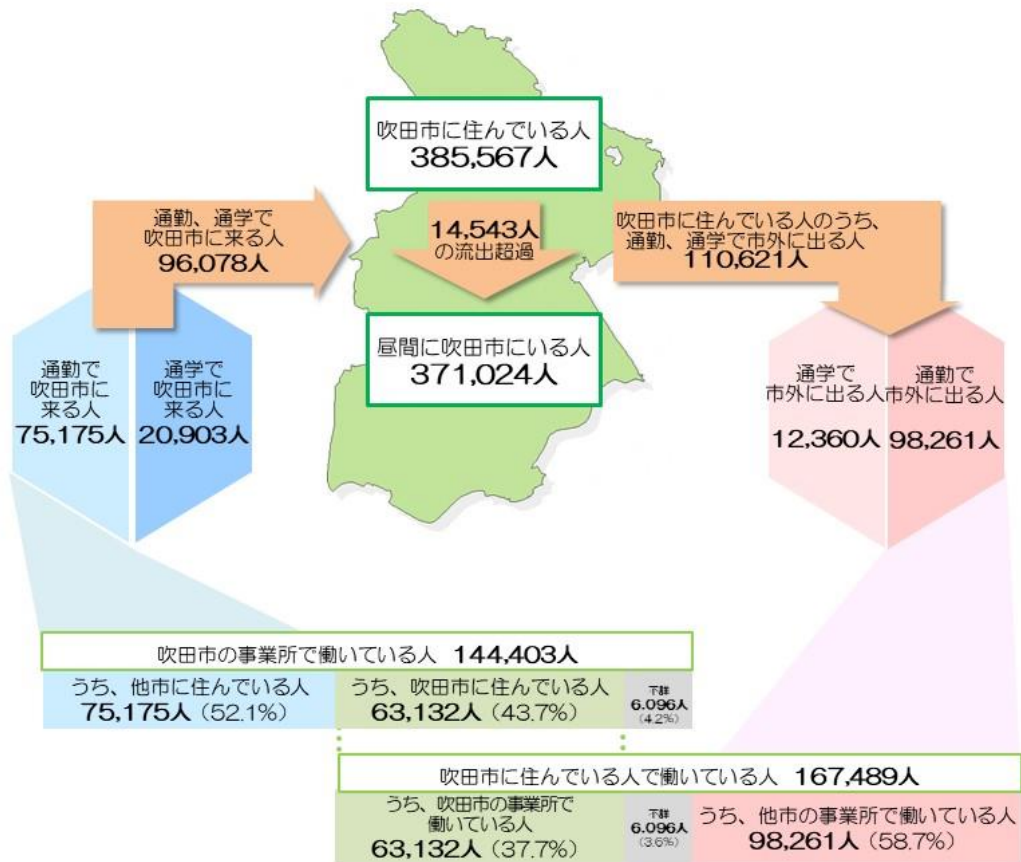 吹田市に住んでいる人
385,567人
通勤、通学で
吹田市に来る人
96,078人
14,543人
の流出超過
吹田市に住んでいる人のうち、
通勤、通学で市外に出る人
110,621人
昼間に吹田市にいる人
371,024人
通勤で
吹田市に
来る人
75,175人
通学で
吹田市に
来る人
20,903人
通学で
市外に出る人
12,360人
通勤で
市外に出る人
98,261人
吹田市の事業所で働いている人 144,403人
うち、他市に住んでいる人
75,175人(52.1%)
うち、吹田市に住んでいる人
63,132人(43.7%)
不詳
6.096人
(4.2%)
吹田市に住んでいる人で働いている人 167,489人
うち、吹田市の事業所で
働いている人
63,132人(37.7%)
不詳
6.096人
(3.6%)
うち、他市の事業所で働いている人
98,261人(58.7%)